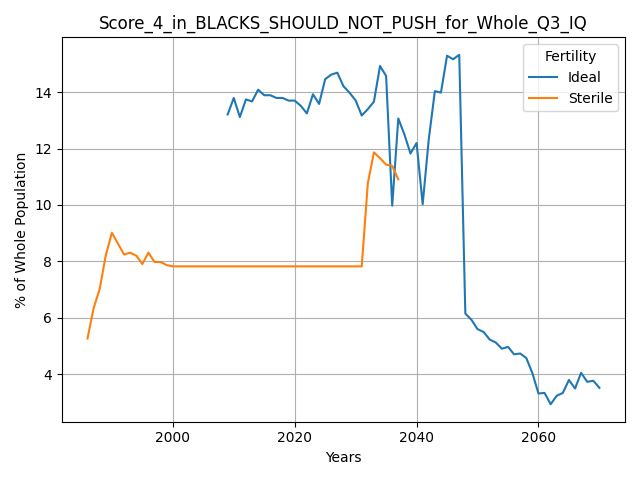 Score_4_in_BLACKS_SHOULD_NOT_PUSH_for_Whole_Q3_IQ
Fertility
Ideal
Sterile
% of Whole Population
14
12
10
8
6
4
2000 2020 2040 2060
Years